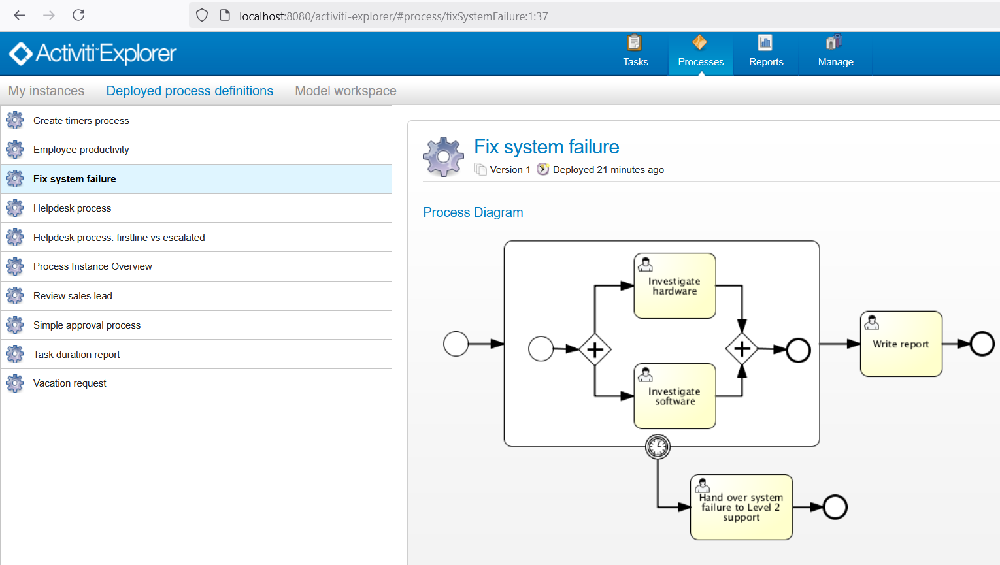 localhost:8080/activiti-explorer/#process/fixSystemFailure:1:37
Activiti™ Explorer
Tasks
Processes
Reports
Manage
My instances
Deployed process definitions
Model workspace
Create timers process
Employee productivity
Fix system failure
Helpdesk process
Helpdesk process: firstline vs escalated
Process Instance Overview
Review sales lead
Simple approval process
Task duration report
Vacation request
Fix system failure
Version 1
Deployed 21 minutes ago
Process Diagram
Investigate
hardware
Investigate
software
Write report
Hand over system
failure to Level 2
support